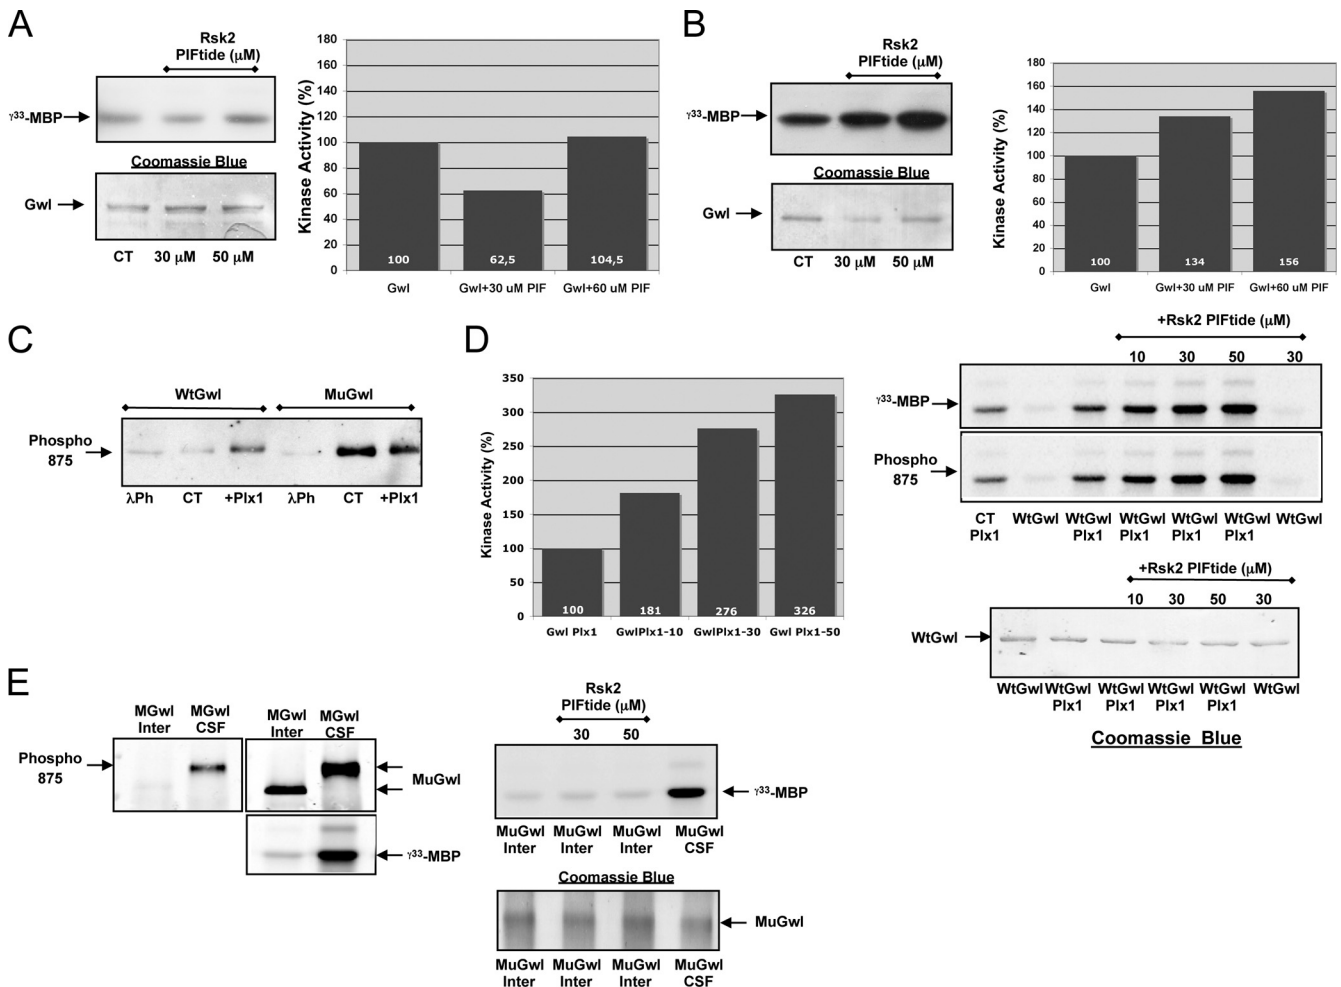 A
Rsk2
PIFtide (μM)
γ33-MBP
Coomassie Blue
Gwl
CT 30 μM 50 μM
Kinase Activity (%)
180
160
140
120
100
80
60
40
20
0
100 62,5 104,5
Gwl Gwl+30 uM PIF Gwl+60 uM PIF
B
Rsk2
PIFtide (μM)
γ33-MBP
Coomassie Blue
Gwl
CT 30 μM 50 μM
Kinase Activity (%)
180
160
140
120
100
80
60
40
20
0
100 134 156
Gwl Gwl+30 uM PIF Gwl+60 uM PIF
C
WtGwl MuGwl
Phospho
875
λPh CT +Plx1 λPh CT +Plx1
D
Kinase Activity (%)
350
300
250
200
150
100
50
0
100 181 276 326
Gwl Plx1 GwlPlx1-10 GwlPlx1-30 Gwl Plx1-50
+Rsk2 PIFtide (μM)
10 30 50 30
γ33-MBP
Phospho
875
CT WtGwl WtGwl WtGwl WtGwl WtGwl WtGwl
Plx1 Plx1 Plx1 Plx1 Plx1
+Rsk2 PIFtide (μM)
10 30 50 30
WtGwl
WtGwl WtGwl WtGwl WtGwl WtGwl WtGwl
Plx1 Plx1 Plx1 Plx1
Coomassie Blue
E
MGwl MGwl
Inter CSF
Phospho
875
MGwl MGwl
Inter CSF
MuGwl
γ33-MBP
Rsk2
PIFtide (μM)
30 50
γ33-MBP
MuGwl MuGwl MuGwl MuGwl
Inter Inter Inter CSF
Coomassie Blue
MuGwl
MuGwl MuGwl MuGwl MuGwl
Inter Inter Inter CSF